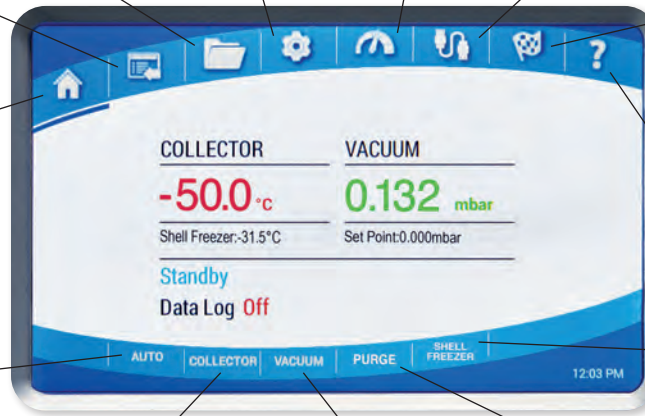 ?
COLLECTOR VACUUM
-50.0 °C 0.132 mbar
Shell Freezer:-31.5°C Set Point:0.000mbar
Standby
Data Log Off
AUTO COLLECTOR VACUUM PURGE SHELL FREEZER
12:03 PM